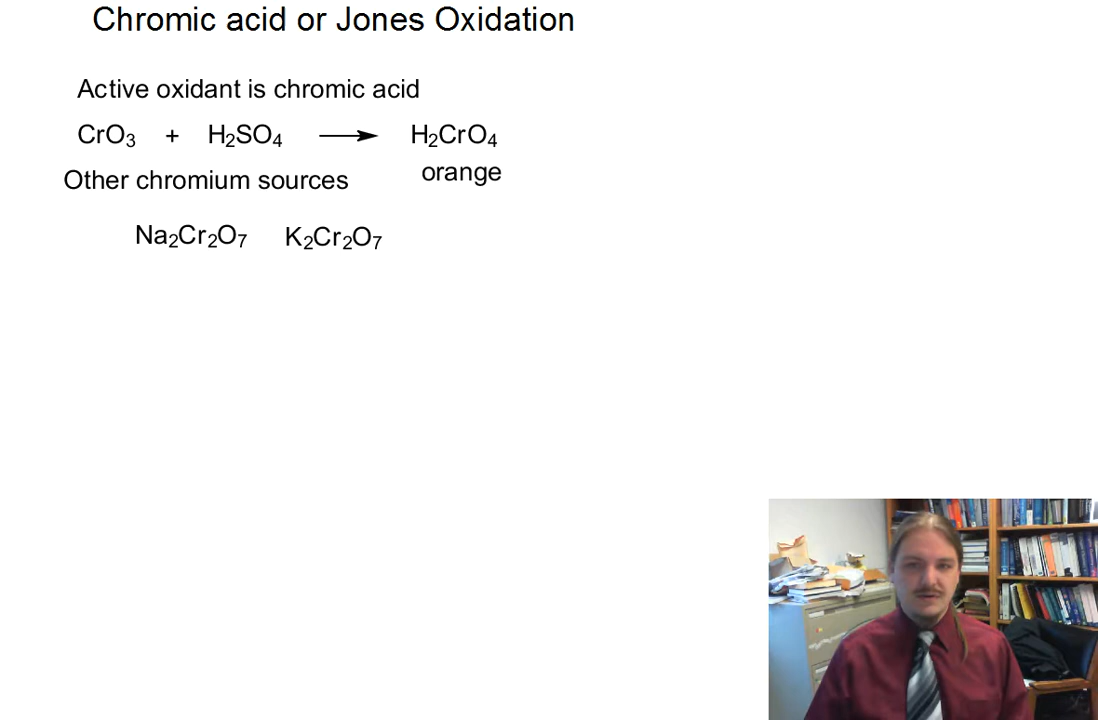 Chromic acid or Jones Oxidation
Active oxidant is chromic acid
CrO₃ + H₂SO₄ ⟶ H₂CrO₄
orange
Other chromium sources
Na₂Cr₂O₇ K₂Cr₂O₇